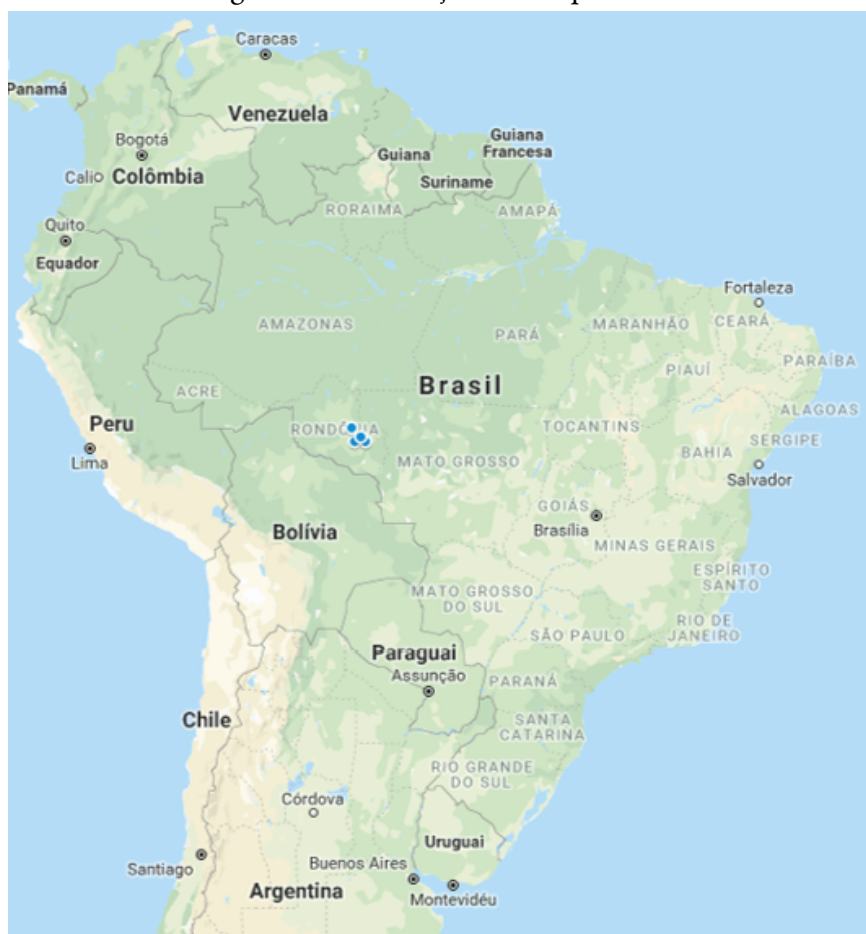 Caracas
Panamá
Venezuela
Bogotá
Guiana
Guiana
Francesa
Cali
Colômbia
Suriname
RORAIMA
AMAPÁ
Quito
Equador
Fortaleza
AMAZONAS
PARÁ
MARANHÃO
CEARÁ
PIAUÍ
PARAÍBA
Brasil
ACRE
ALAGOAS
Peru
RONDÔNIA
TOCANTINS
SERGIPE
BAHIA
Lima
MATO GROSSO
Salvador
GOIÁS
Brasília
Bolívia
MINAS GERAIS
ESPÍRITO
SANTO
MATO GROSSO
DO SUL
RIO DE
JANEIRO
SÃO PAULO
Paraguai
Assunção
PARANÁ
Chile
SANTA
CATARINA
RIO GRANDE
DO SUL
Córdova
Uruguai
Santiago
Buenos Aires
Argentina
Montevidéu